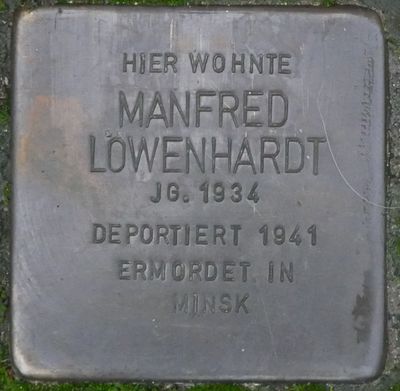 HIER WOHNTE
MANFRED
LÖWENHARDT
JG. 1934
DEPORTIERT 1941
ERMORDET IN
MINSK